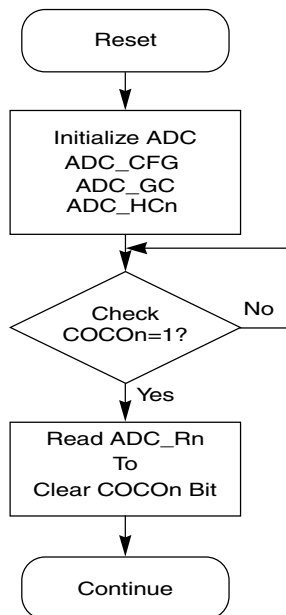 Reset
Initialize ADC
ADC_CFG
ADC_GC
ADC_HCn
Check
COCOn=1?
No
Yes
Read ADC_Rn
To
Clear COCOn Bit
Continue